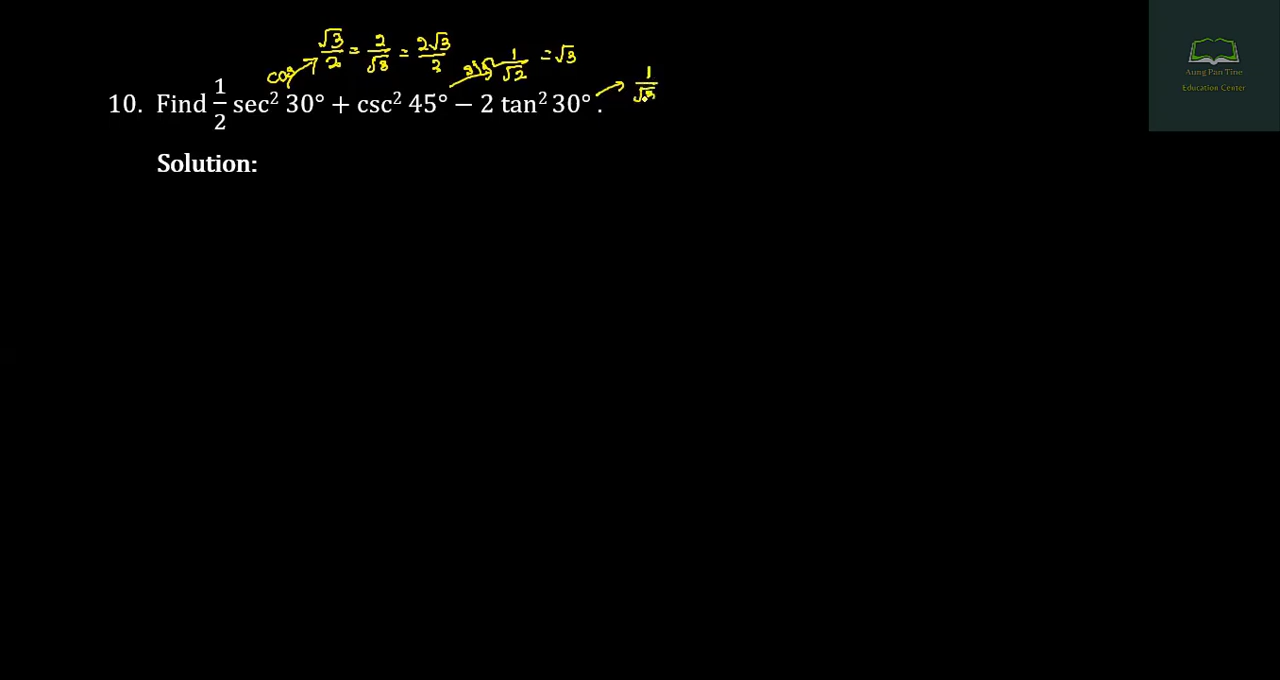 cos √3/2 = 2/√3 = 2√3/3 sin 1/√2 = √3
1/√3
10. Find 1/2 sec² 30° + csc² 45° − 2 tan² 30° .
Solution:
Aung Pan Tine
Education Center